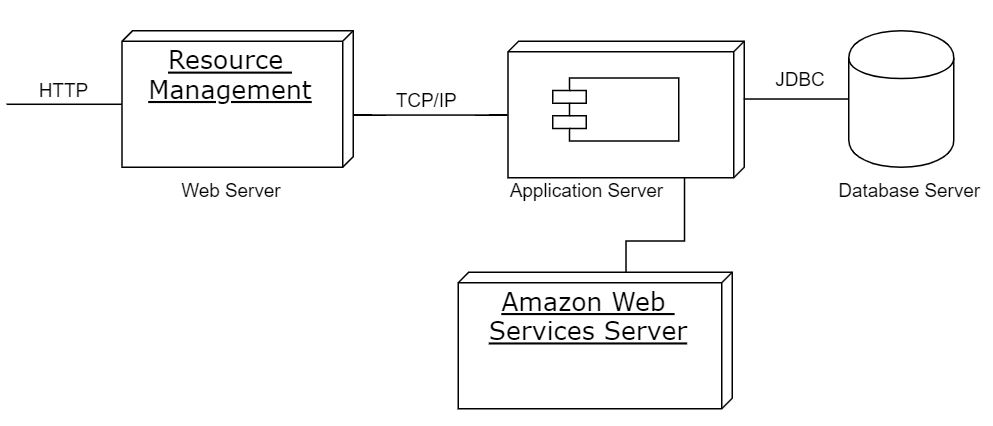 HTTP
Resource
Management
TCP/IP
JDBC
Web Server
Application Server
Database Server
Amazon Web
Services Server